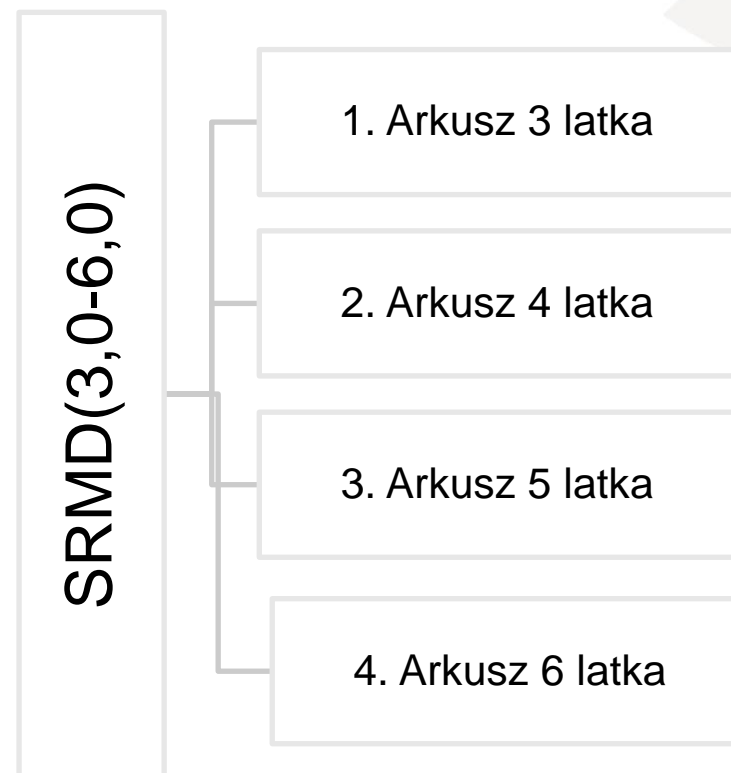 SRMD(3,0-6,0)
1. Arkusz 3 latka
2. Arkusz 4 latka
3. Arkusz 5 latka
4. Arkusz 6 latka